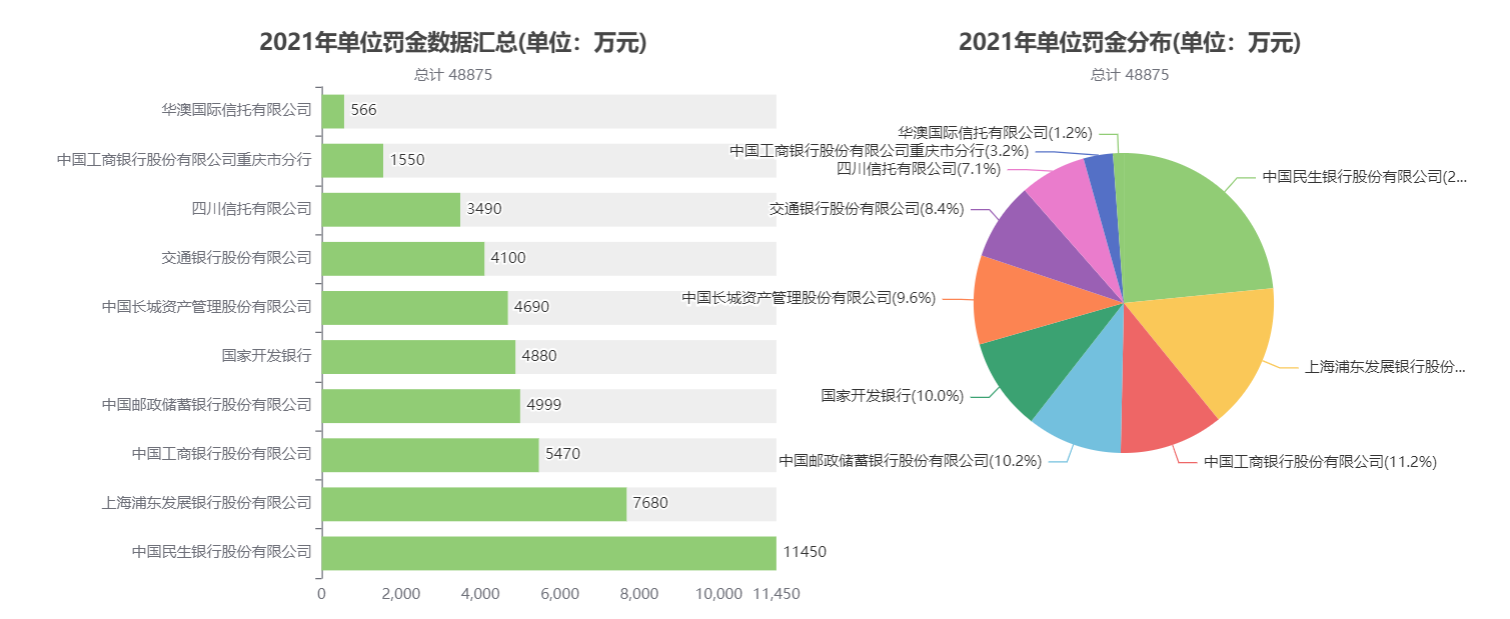 2021年单位罚金数据汇总(单位：万元)
总计 48875
华澳国际信托有限公司
566
中国工商银行股份有限公司重庆市分行
1550
四川信托有限公司
3490
交通银行股份有限公司
4100
中国长城资产管理股份有限公司
4690
国家开发银行
4880
中国邮政储蓄银行股份有限公司
4999
中国工商银行股份有限公司
5470
上海浦东发展银行股份有限公司
7680
中国民生银行股份有限公司
11450
0 2,000 4,000 6,000 8,000 10,000 11,450
2021年单位罚金分布(单位：万元)
总计 48875
华澳国际信托有限公司(1.2%)
中国工商银行股份有限公司重庆市分行(3.2%)
四川信托有限公司(7.1%)
中国民生银行股份有限公司(2...
交通银行股份有限公司(8.4%)
中国长城资产管理股份有限公司(9.6%)
上海浦东发展银行股份...
国家开发银行(10.0%)
中国邮政储蓄银行股份有限公司(10.2%)
中国工商银行股份有限公司(11.2%)